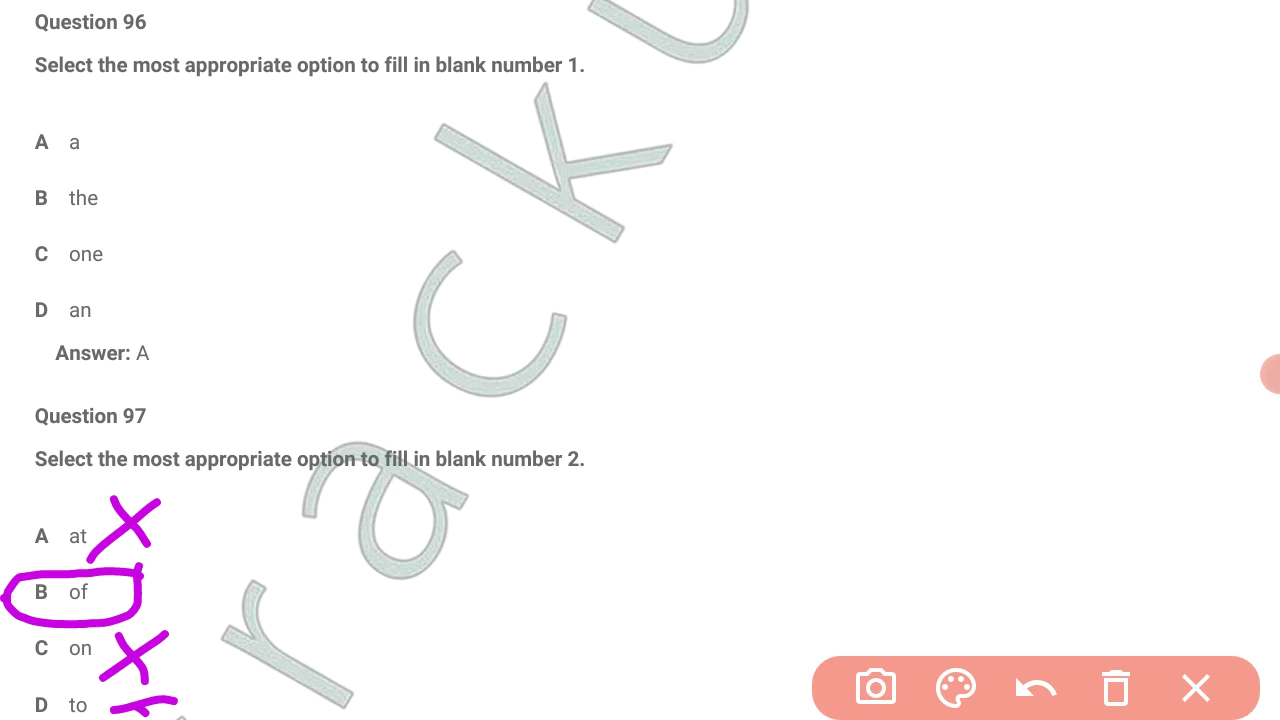 Question 96
Select the most appropriate option to fill in blank number 1.
A a
B the
C one
D an
Answer: A
Question 97
Select the most appropriate option to fill in blank number 2.
A at
B of
C on
D to